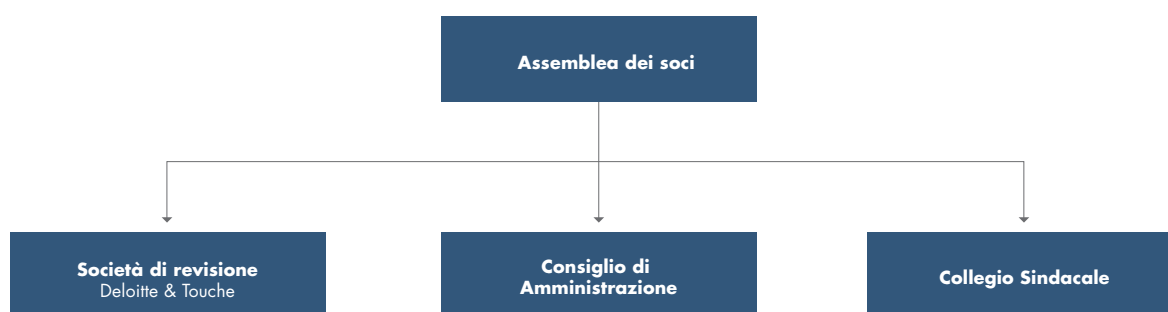 Assemblea dei soci
Società di revisione
Deloitte & Touche
Consiglio di
Amministrazione
Collegio Sindacale